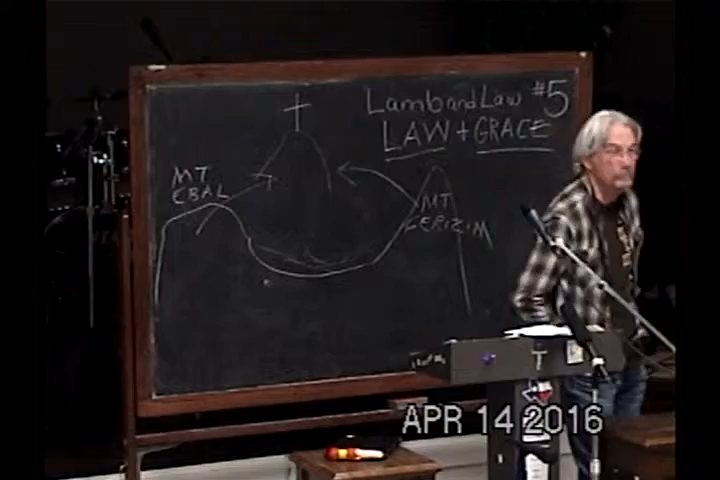 Lamb and Law #5
LAW + GRACE
MT
EBAL
MT
GERIZIM
APR 14 2016